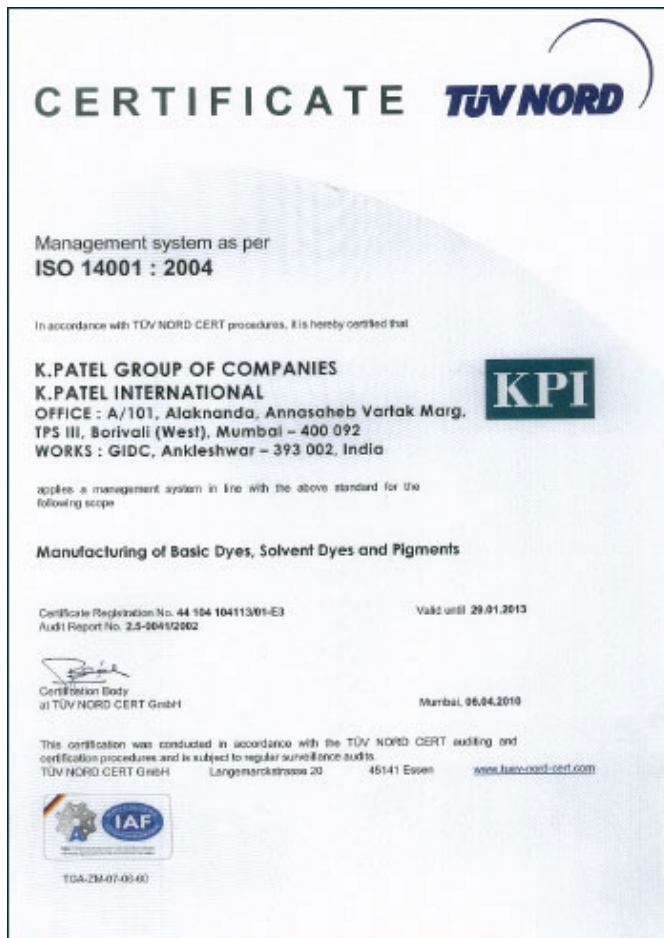 CERTIFICATE TÜV NORD
Management system as per
ISO 14001 : 2004
In accordance with TÜV NORD CERT procedures, it is hereby certified that
K.PATEL GROUP OF COMPANIES
K.PATEL INTERNATIONAL
KPI
OFFICE : A/101, Alaknanda, Annasaheb Vartak Marg,
TPS III, Borivali (West), Mumbai – 400 092
WORKS : GIDC, Ankleshwar – 393 002, India
applies a management system in line with the above standard for the
following scope
Manufacturing of Basic Dyes, Solvent Dyes and Pigments
Certificate Registration No. 44 104 104113/01-E3 Valid until 29.01.2013
Audit Report No. 2.5-0041/2002
Certification Body
at TÜV NORD CERT GmbH Mumbai, 06.04.2010
This certification was conducted in accordance with the TÜV NORD CERT auditing and
certification procedures and is subject to regular surveillance audits.
TÜV NORD CERT GmbH Langemarckstrasse 20 45141 Essen www.tuev-nord-cert.com
IAF
TGA-ZM-07-06-60